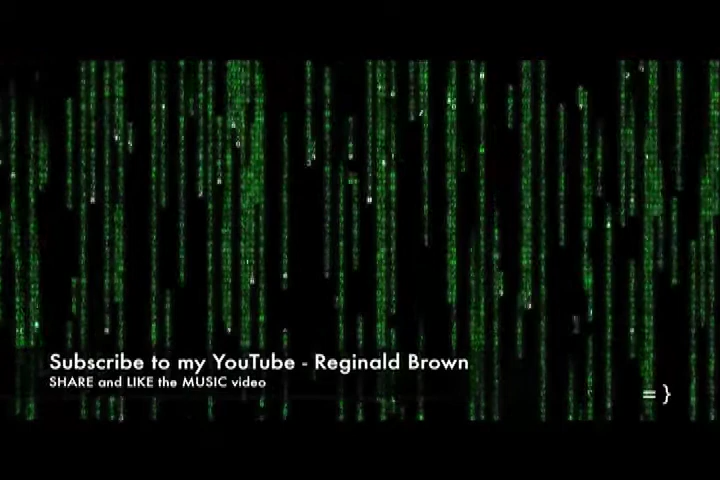 Subscribe to my YouTube - Reginald Brown
SHARE and LIKE the MUSIC video
= }